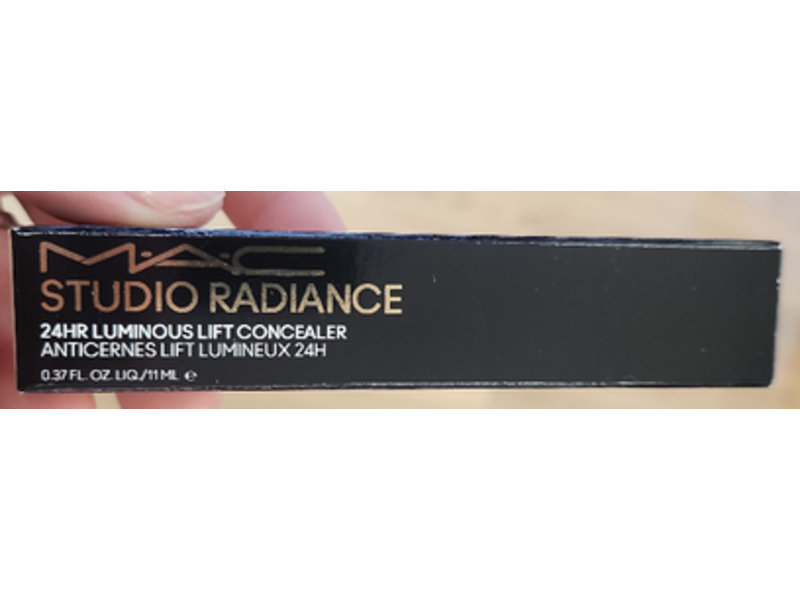 M·A·C
STUDIO RADIANCE
24HR LUMINOUS LIFT CONCEALER
ANTICERNES LIFT LUMINEUX 24H
0.37 FL. OZ. LIQ./11 ML ℮